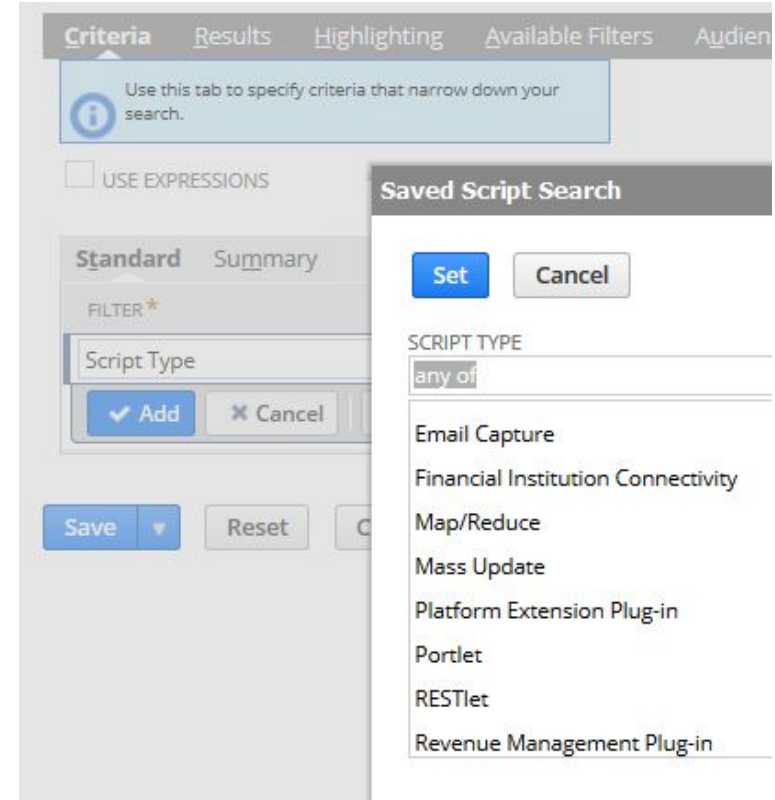 Criteria Results Highlighting Available Filters Audien
Use this tab to specify criteria that narrow down your
search.
USE EXPRESSIONS
Saved Script Search
Standard Summary
Set Cancel
FILTER*
SCRIPT TYPE
Script Type
any of
Add Cancel
Email Capture
Financial Institution Connectivity
Map/Reduce
Save Reset C
Mass Update
Platform Extension Plug-in
Portlet
RESTlet
Revenue Management Plug-in